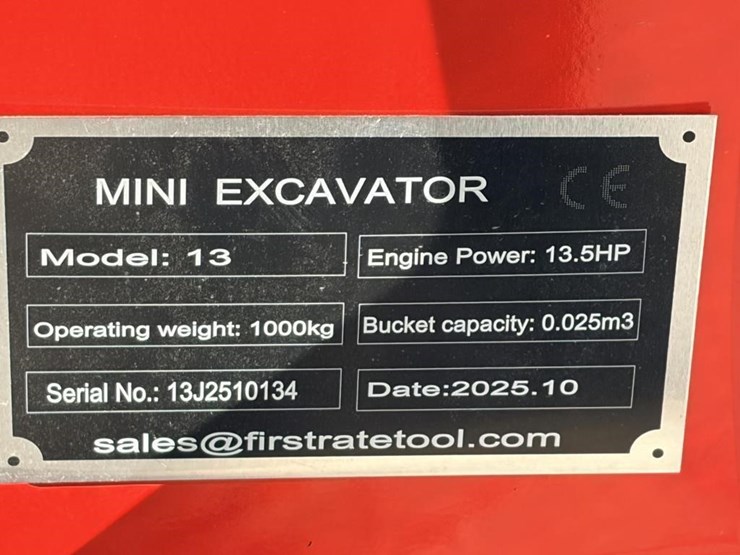 MINI EXCAVATOR CE
Model: 13 Engine Power: 13.5HP
Operating weight: 1000kg Bucket capacity: 0.025m3
Serial No.: 13J2510134 Date:2025.10
sales@firstratetool.com